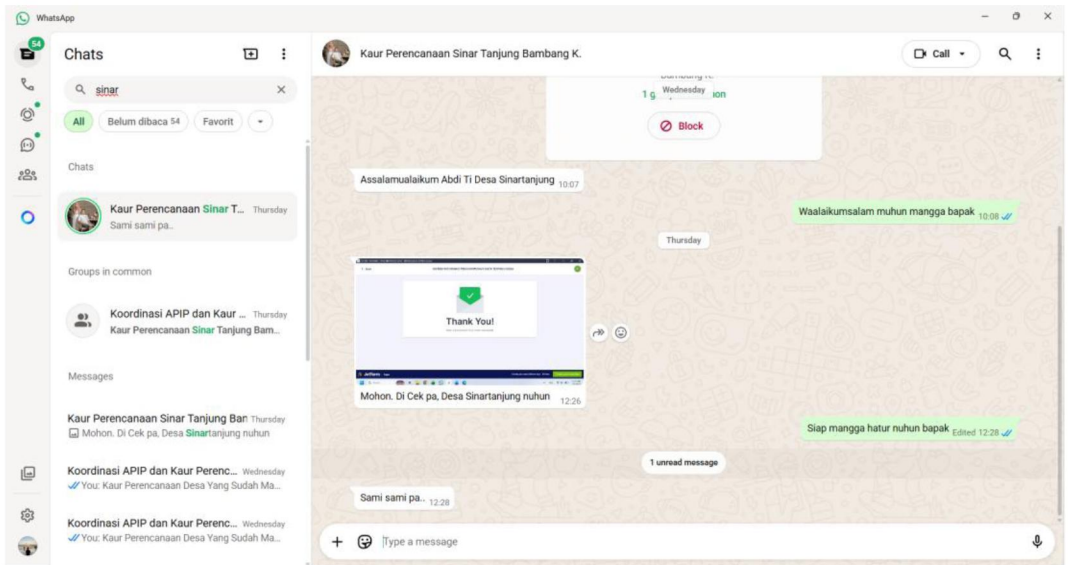 WhatsApp
54
Chats
sinar
All
Belum dibaca 54
Favorit
Chats
Kaur Perencanaan Sinar T... Thursday
Sami sami pa..
Groups in common
Koordinasi APIP dan Kaur ... Thursday
Kaur Perencanaan Sinar Tanjung Bam...
Messages
Kaur Perencanaan Sinar Tanjung Ban Thursday
Mohon. Di Cek pa, Desa Sinartanjung nuhun
Koordinasi APIP dan Kaur Perenc... Wednesday
You: Kaur Perencanaan Desa Yang Sudah Ma...
Koordinasi APIP dan Kaur Perenc... Wednesday
You: Kaur Perencanaan Desa Yang Sudah Ma...
Kaur Perencanaan Sinar Tanjung Bambang K.
Call
Wednesday
Block
Assalamualaikum Abdi Ti Desa Sinartanjung 10:07
Waalaikumsalam muhun mangga bapak 10:08
Thursday
Thank You!
Mohon. Di Cek pa, Desa Sinartanjung nuhun 12:26
Siap mangga hatur nuhun bapak Edited 12:28
1 unread message
Sami sami pa.. 12:28
Type a message